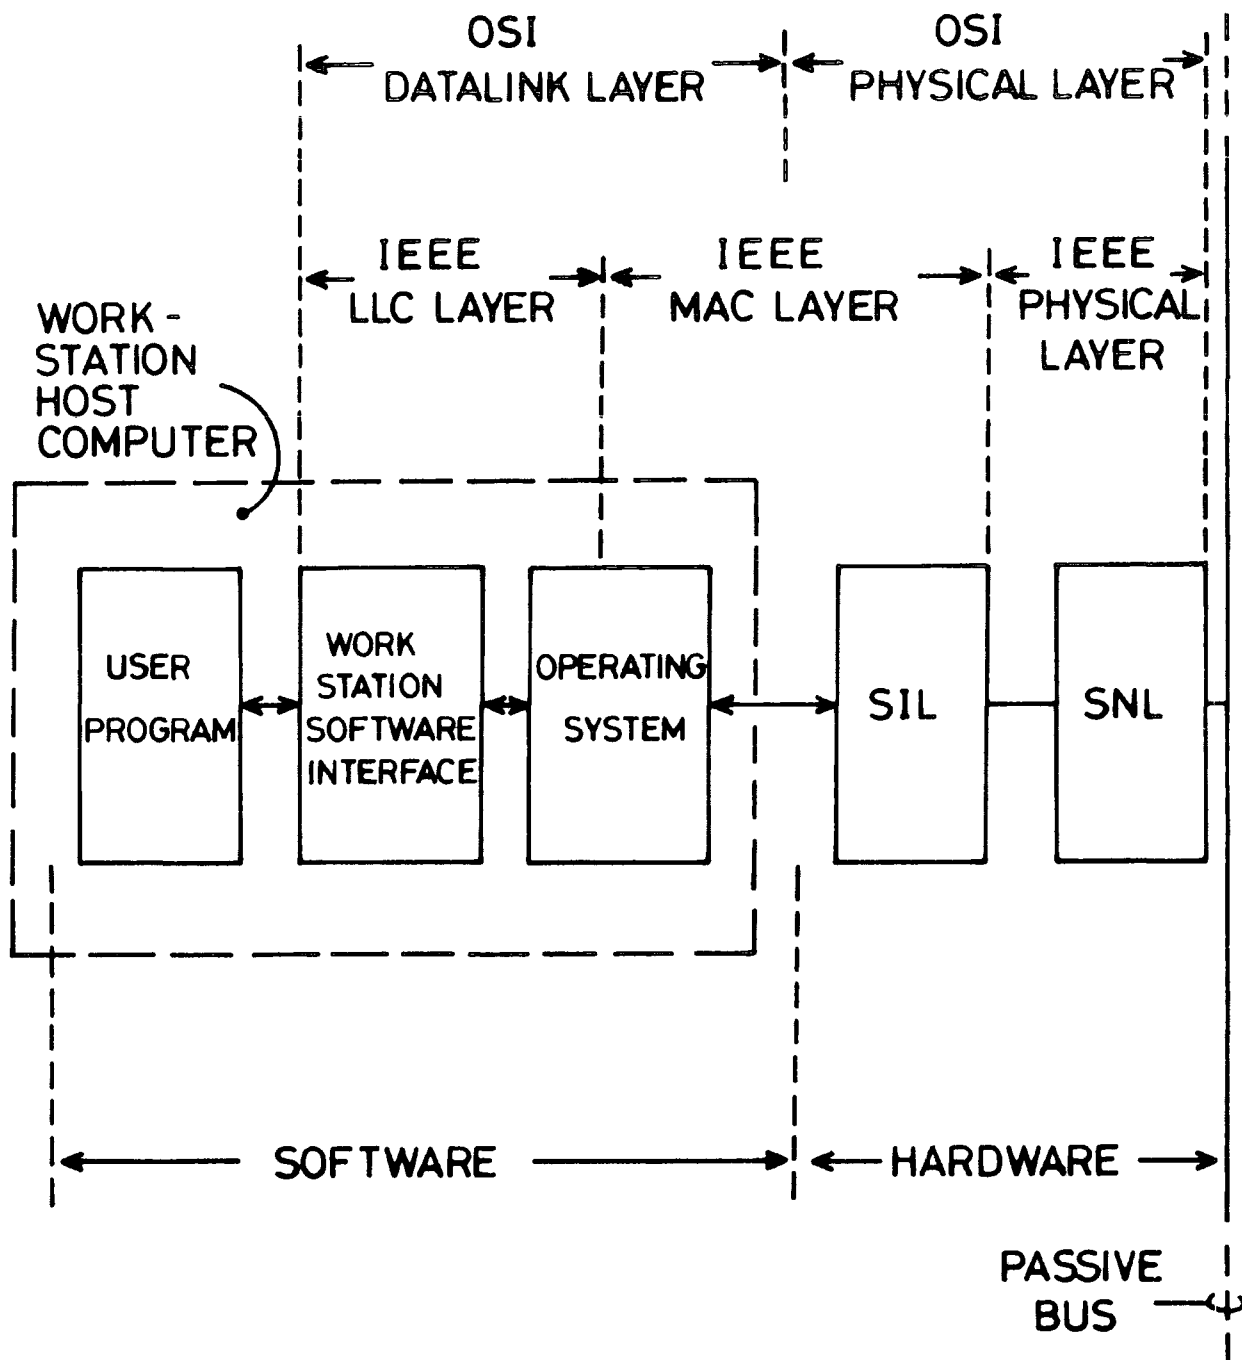 OSI
DATALINK LAYER
OSI
PHYSICAL LAYER
IEEE
LLC LAYER
IEEE
MAC LAYER
IEEE
PHYSICAL
LAYER
WORK-
STATION
HOST
COMPUTER
USER
PROGRAM
WORK
STATION
SOFTWARE
INTERFACE
OPERATING
SYSTEM
SIL
SNL
SOFTWARE
HARDWARE
PASSIVE
BUS